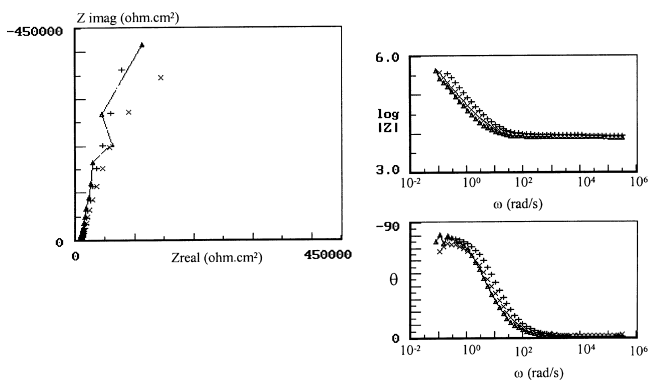 Z imag (ohm.cm²)
-450000
0
0
Zreal (ohm.cm²)
450000
6.0
log
|Z|
3.0
10⁻² 10⁰ 10² 10⁴ 10⁶
ω (rad/s)
-90
θ
0
10⁻² 10⁰ 10² 10⁴ 10⁶
ω (rad/s)